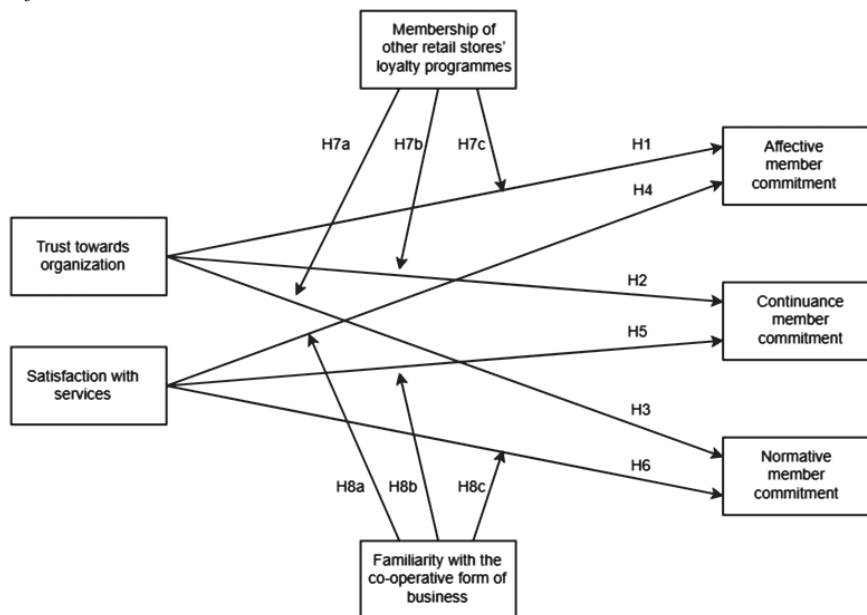 Membership of
other retail stores'
loyalty programmes
H7a
H7b
H7c
H1
Affective
member
commitment
H4
Trust towards
organization
H2
Continuance
member
commitment
H5
Satisfaction with
services
H3
Normative
member
commitment
H6
H8a
H8b
H8c
Familiarity with the
co-operative form of
business